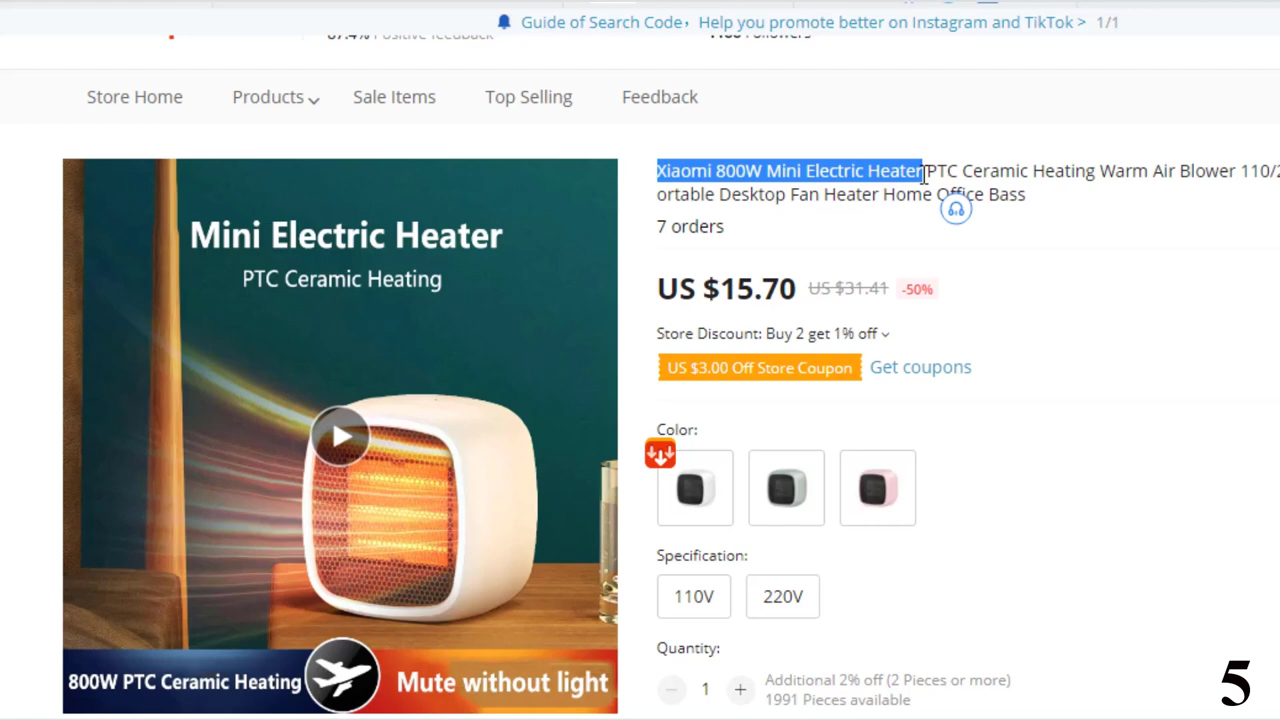 Guide of Search Code, Help you promote better on Instagram and TikTok > 1/1
Positive feedback
Followers
Store Home Products Sale Items Top Selling Feedback
Xiaomi 800W Mini Electric Heater PTC Ceramic Heating Warm Air Blower 110/2
ortable Desktop Fan Heater Home Office Bass
7 orders
Mini Electric Heater
PTC Ceramic Heating
US $15.70 US $31.41 -50%
Store Discount: Buy 2 get 1% off
US $3.00 Off Store Coupon Get coupons
Color:
Specification:
110V 220V
Quantity:
1
Additional 2% off (2 Pieces or more)
1991 Pieces available
800W PTC Ceramic Heating
Mute without light
5